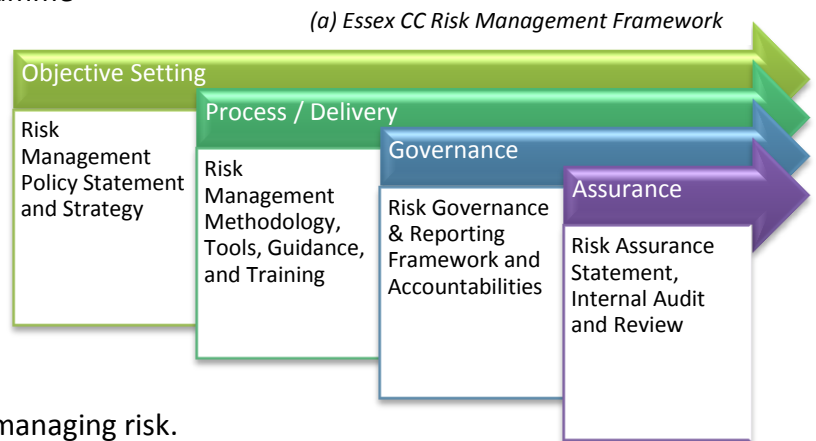 (a) Essex CC Risk Management Framework
Objective Setting
Risk
Management
Policy Statement
and Strategy
Process / Delivery
Risk
Management
Methodology,
Tools, Guidance,
and Training
Governance
Risk Governance
& Reporting
Framework and
Accountabilities
Assurance
Risk Assurance
Statement,
Internal Audit
and Review
managing risk.